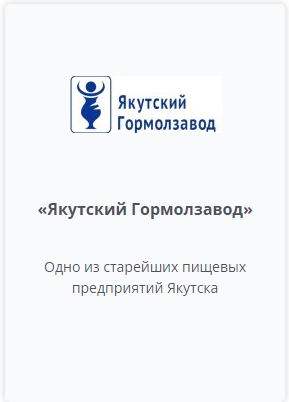 Якутский
Гормолзавод
«Якутский Гормолзавод»
Одно из старейших пищевых
предприятий Якутска